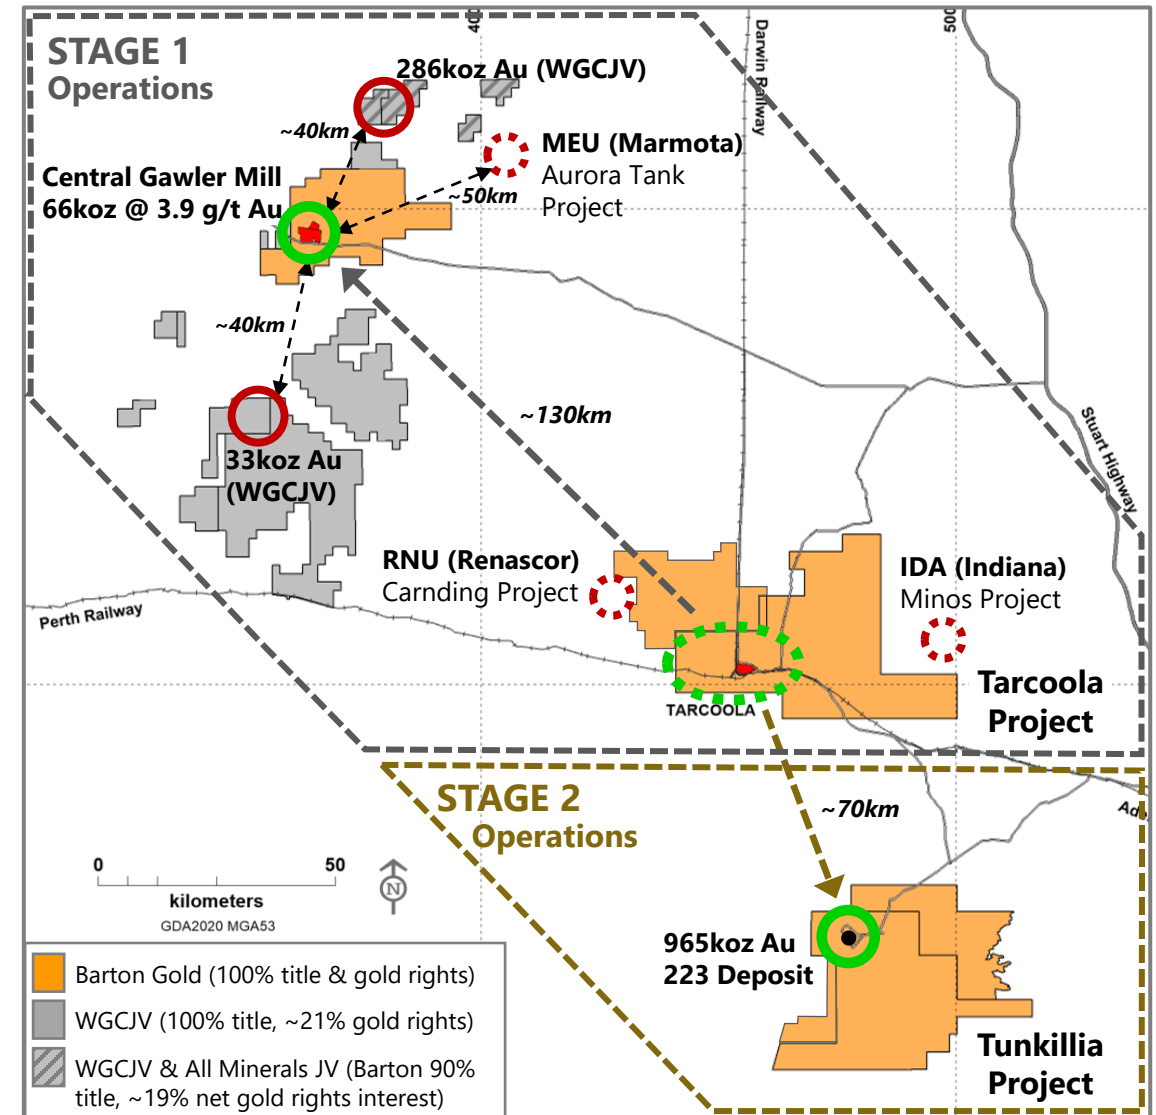 STAGE 1
Operations
400
500
Darwin Railway
286koz Au (WGCJV)
~40km
MEU (Marmota)
Aurora Tank
Project
Central Gawler Mill
66koz @ 3.9 g/t Au
~50km
~40km
~130km
33koz Au
(WGCJV)
Stuart Highway
RNU (Renascor)
Carnding Project
IDA (Indiana)
Minos Project
Perth Railway
TARCOOLA
Tarcoola
Project
STAGE 2
Operations
~70km
Ade
0 50
kilometers
GDA2020 MGA53
N
965koz Au
223 Deposit
Tunkillia
Project
Barton Gold (100% title & gold rights)
WGCJV (100% title, ~21% gold rights)
WGCJV & All Minerals JV (Barton 90%
title, ~19% net gold rights interest)